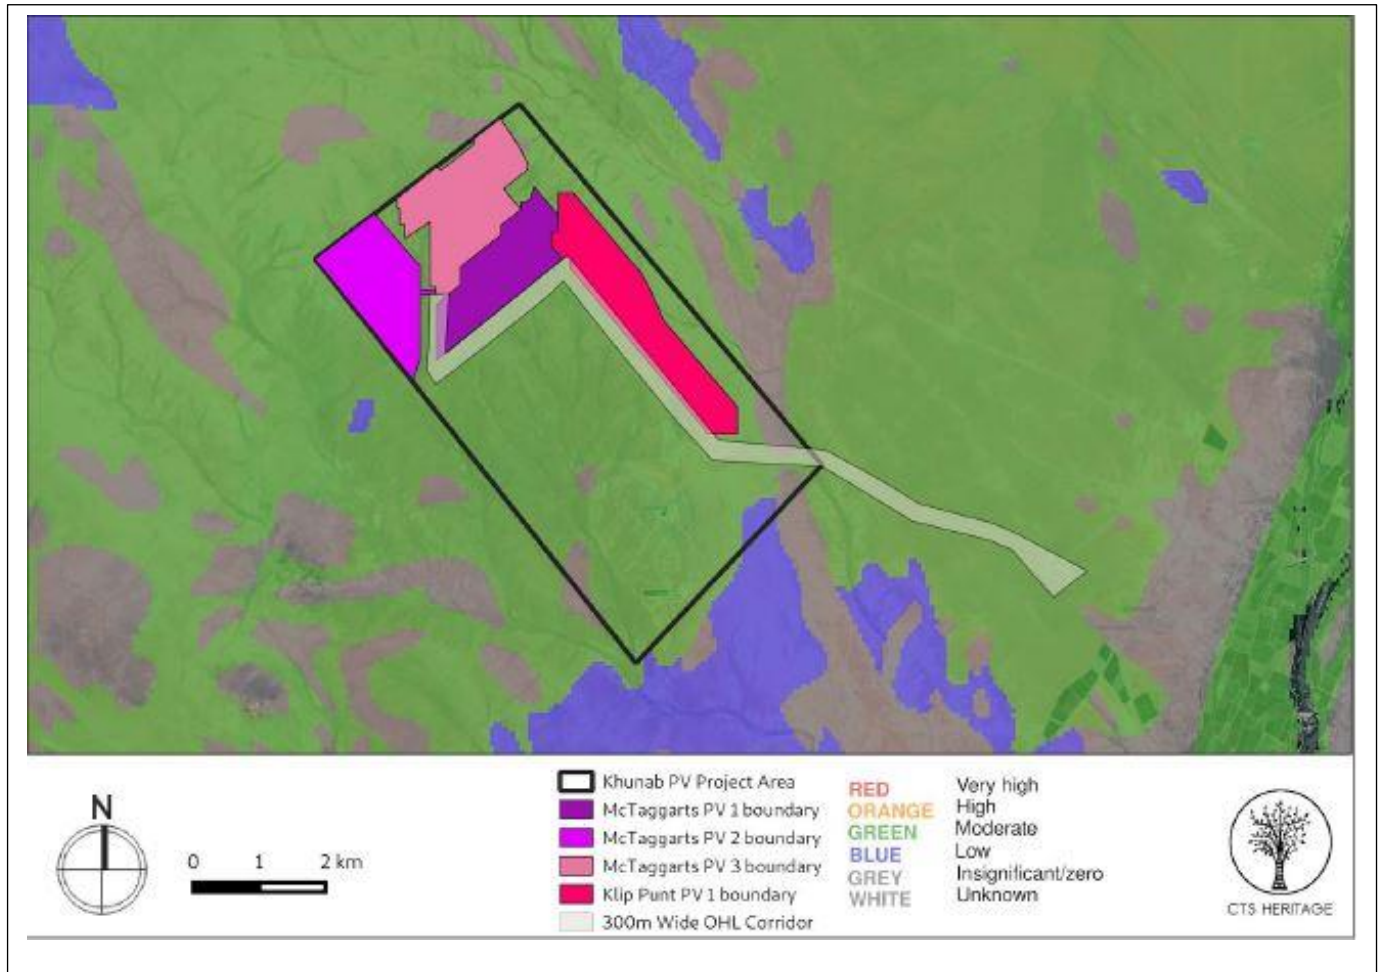 N
0 1 2 km
Khunab PV Project Area
McTaggarts PV 1 boundary
McTaggarts PV 2 boundary
McTaggarts PV 3 boundary
Klip Punt PV 1 boundary
300m Wide OHL Corridor
RED Very high
ORANGE High
GREEN Moderate
BLUE Low
GREY Insignificant/zero
WHITE Unknown
CTS HERITAGE